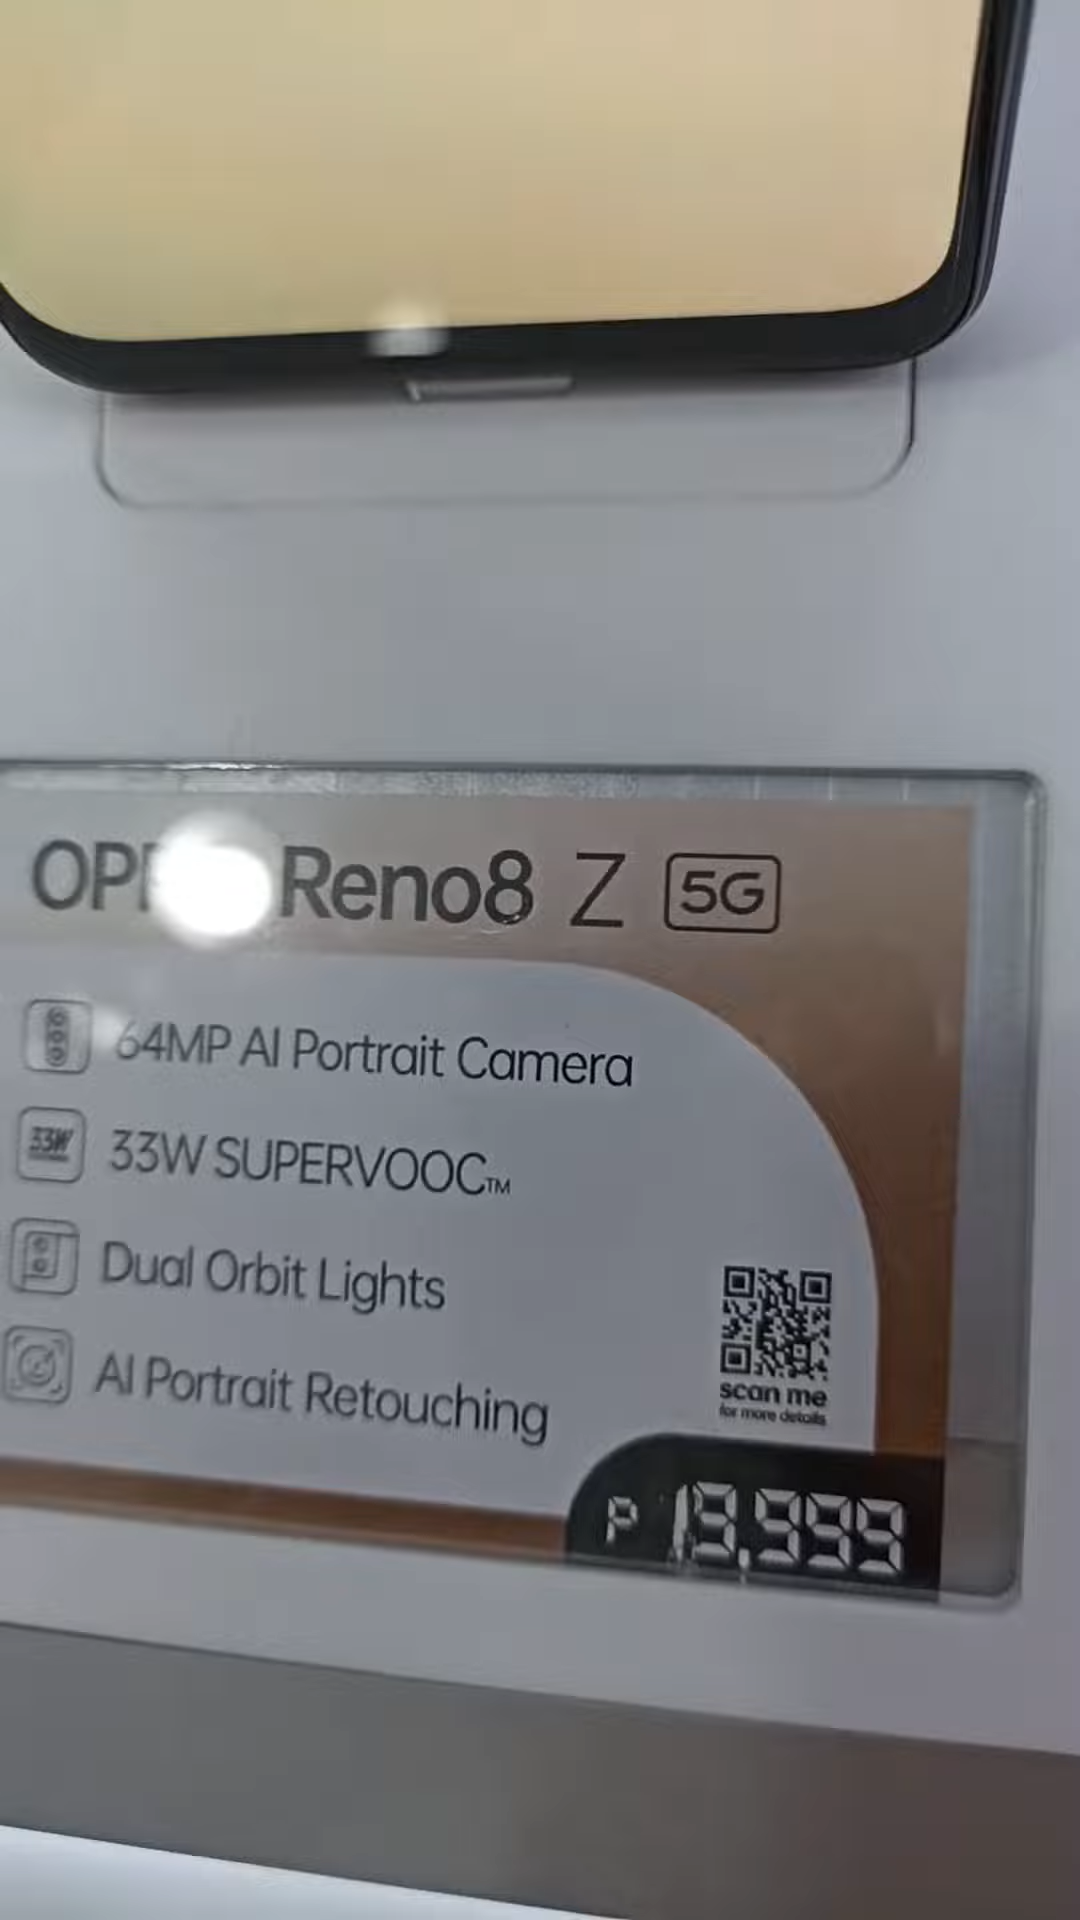 Reno8 Z 5G
64MP AI Portrait Camera
33W
33W SUPERVOOC™
Dual Orbit Lights
AI Portrait Retouching
scan me
for more details
P 19,999